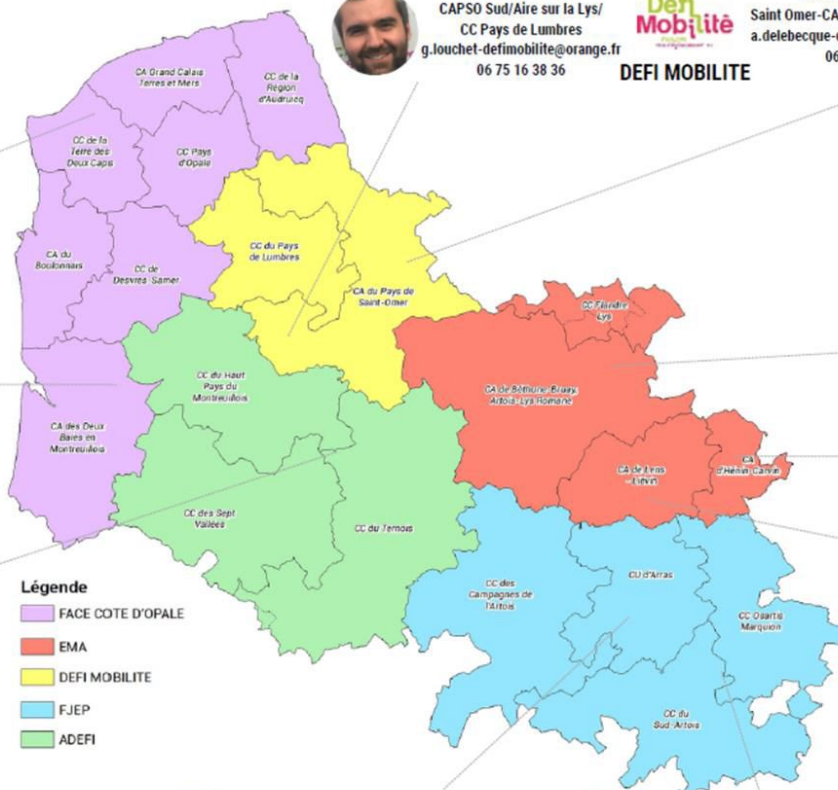 CAPSO Sud/Aire sur la Lys/
CC Pays de Lumbres
g.louchet-defimobilite@orange.fr
06 75 16 38 36
Défi
Mobilité
DEFI MOBILITE
Saint Omer-CA
a.delebecque-
06
CA Grand Calais
Terres et Mers
CC de la
Région
d'Audruicq
CC de la
Terre des
Deux Caps
CC Pays
d'Opale
CA du
Boulonnais
CC de
Desvres-Samer
CC du Pays
de Lumbres
CA du Pays de
Saint-Omer
CC Flandre
Lys
CC du Haut
Pays du
Montreuillois
CA de Béthune-Bruay,
Artois-Lys Romane
CA des Deux
Baies en
Montreuillois
CA de Lens
-Liévin
CA
d'Hénin-Carvin
CC des Sept
Vallées
CC du Ternois
CC des
Campagnes de
l'Artois
CU d'Arras
CC Osartis
Marquion
CC du
Sud-Artois
Légende
FACE COTE D'OPALE
EMA
DEFI MOBILITE
FJEP
ADEFI